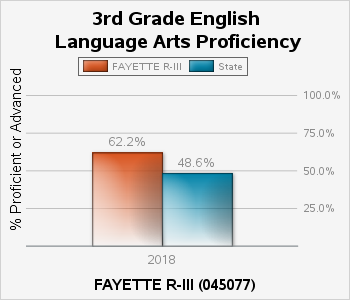 3rd Grade English
Language Arts Proficiency
FAYETTE R-III State
% Proficient or Advanced
100.0%
75.0%
62.2%
48.6%
50.0%
25.0%
2018
FAYETTE R-III (045077)